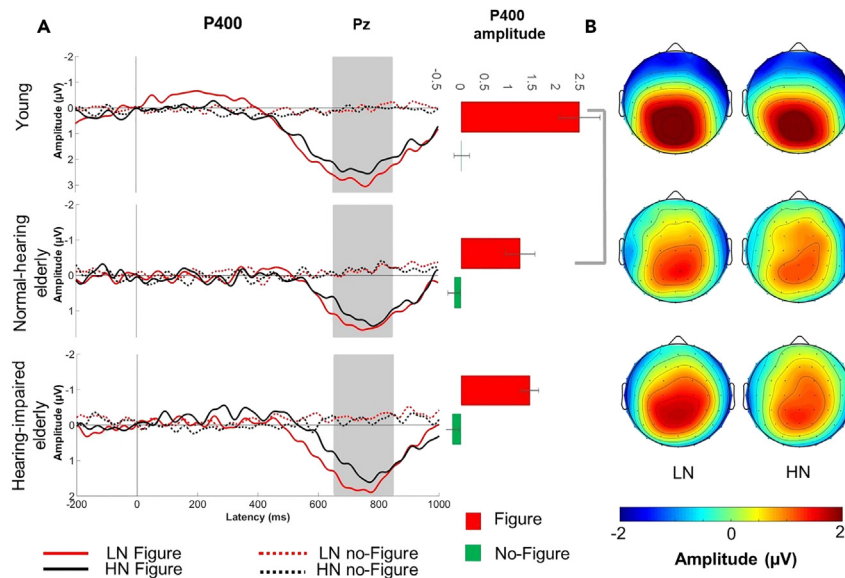 A
P400
Pz
P400
amplitude
B
-0.5
0
0.5
1
1.5
2
2.5
Young
Amplitude (µV)
-2
-1
0
1
2
3
Normal-hearing
elderly
Amplitude (µV)
-2
-1
0
1
Hearing-impaired
elderly
Amplitude (µV)
-2
-1
0
1
2
-200
0
200
400
600
800
1000
Latency (ms)
LN
HN
LN Figure
HN Figure
LN no-Figure
HN no-Figure
Figure
No-Figure
-2
0
2
Amplitude (µV)